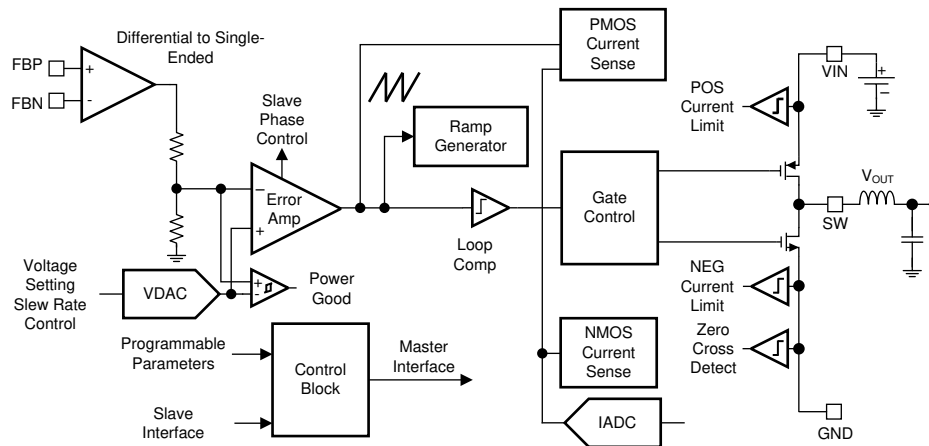 Differential to Single-
Ended
FBP
FBN
+
-
Slave
Phase
Control
PMOS
Current
Sense
Ramp
Generator
VIN
+
−
POS
Current
Limit
Error
Amp
−
+
Loop
Comp
Gate
Control
VOUT
SW
Voltage
Setting
Slew Rate
Control
VDAC
+
-
Power
Good
NEG
Current
Limit
Programmable
Parameters
Control
Block
Master
Interface
NMOS
Current
Sense
Zero
Cross
Detect
Slave
Interface
IADC
GND